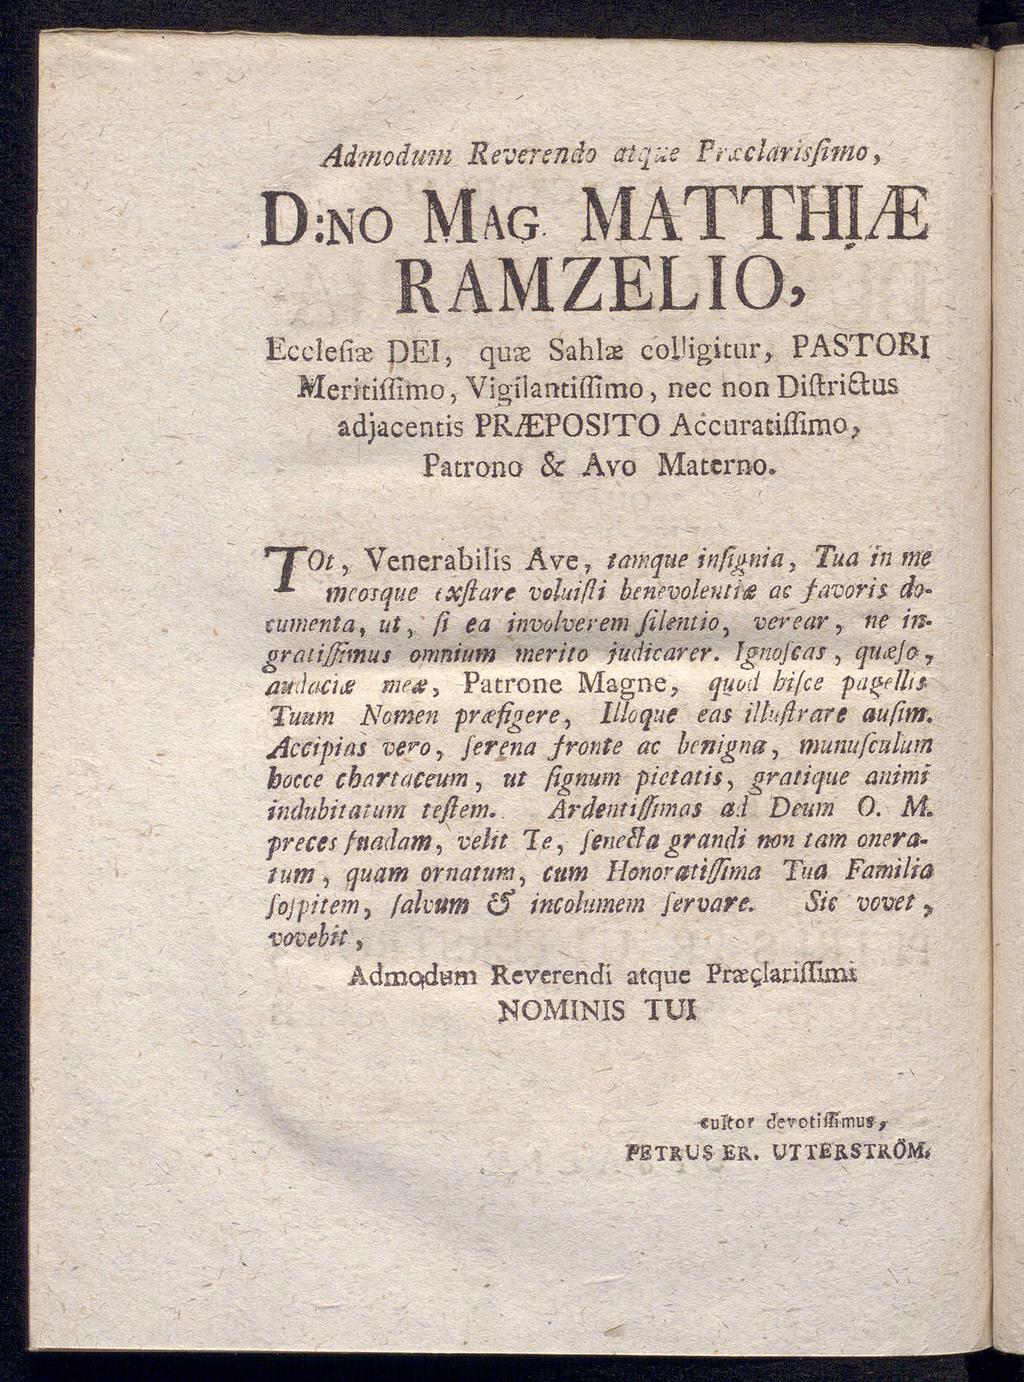 Admodum Reverendo atque Præclarisſimo,
D:NO MAG. MATTHIÆ
RAMZELIO,
Eccleſiæ DEI, quæ Sahlæ colligitur, PASTORI
Meritiſſimo, Vigilantiſſimo, nec non Diſtrictus
adjacentis PRÆPOSITO Accuratiſſimo,
Patrono & Avo Materno.
TOt, Venerabilis Ave, tamque inſignia, Tua in me
meosque exſtare voluiſti benevolentiæ ac favoris do-
cumenta, ut, ſi ea involverem ſilentio, verear, ne in-
gratiſſimus omnium merito judicarer. Ignoſcas, quæſo,
audaciæ meæ, Patrone Magne, quod hiſce pagellis
Tuum Nomen præfigere, Illoque eas illuſtrare auſim.
Accipias vero, ſerena fronte ac benigna, munuſculum
hocce chartaceum, ut ſignum pietatis, gratique animi
indubitatum teſtem. Ardentiſſimas ad Deum O. M.
preces fundam, velit Te, ſenecta grandi non tam onera-
tum, quam ornatum, cum Honoratiſſima Tua Familia
ſoſpitem, ſalvum & incolumem ſervare. Sic vovet,
vovebit,
Admodum Reverendi atque Præclariſſimi
NOMINIS TUI
cultor devotiſſimus,
PETRUS ER. UTTERSTRÖM.